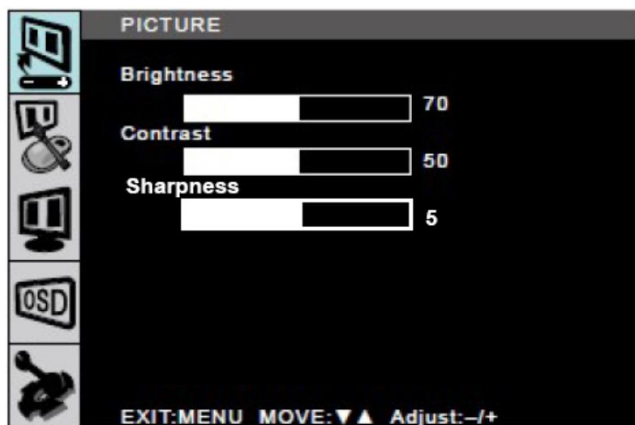 PICTURE
Brightness
70
Contrast
50
Sharpness
5
OSD
EXIT:MENU MOVE:▼▲ Adjust:–/+